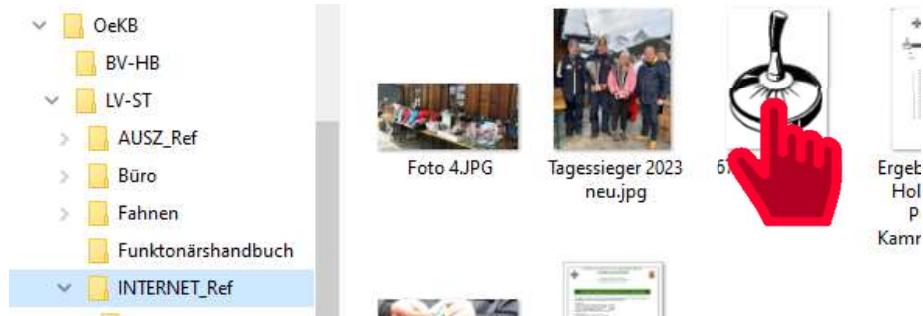 OeKB
BV-HB
LV-ST
AUSZ_Ref
Büro
Fahnen
Funktonärshandbuch
INTERNET_Ref
Foto 4.JPG
Tagessieger 2023
neu.jpg
Ergeb
Hol
P
Kamm